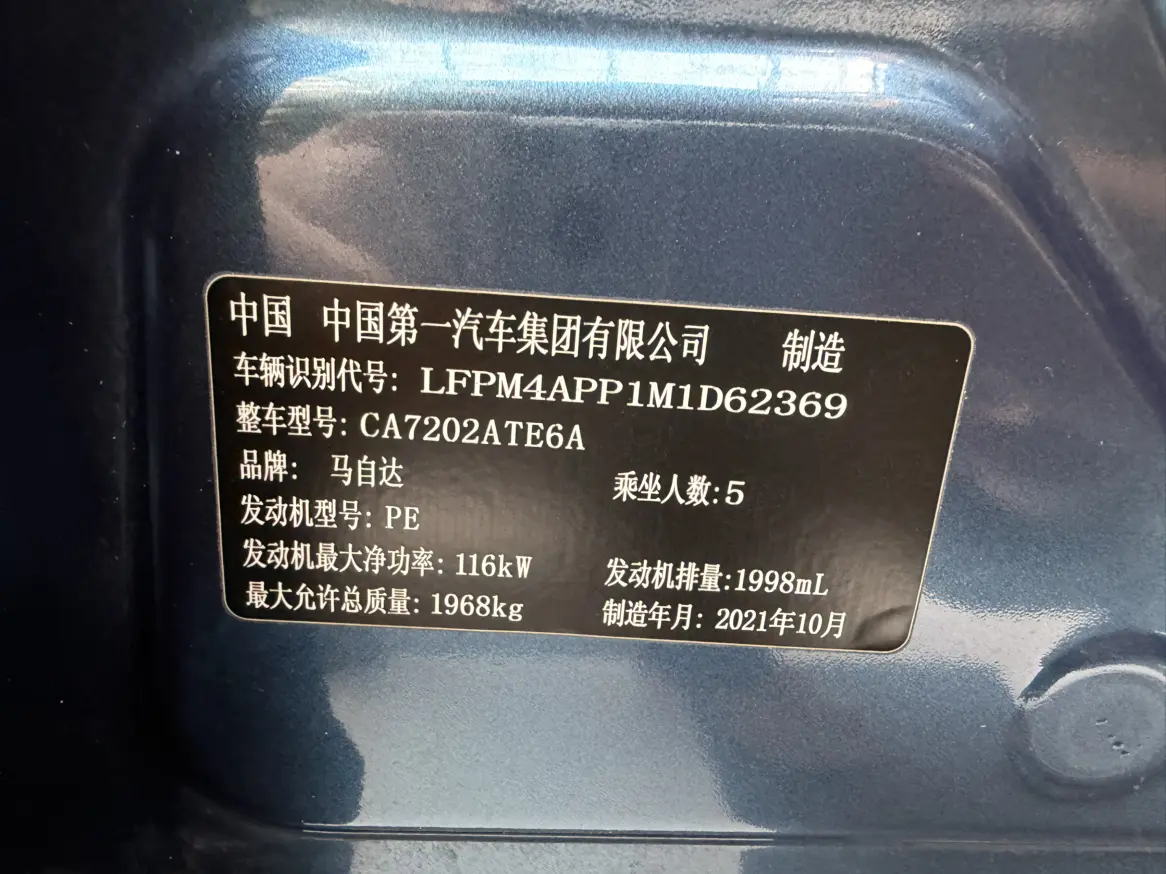 中国 中国第一汽车集团有限公司 制造
车辆识别代号: LFPM4APP1M1D62369
整车型号: CA7202ATE6A
品牌: 马自达 乘坐人数:5
发动机型号: PE
发动机最大净功率: 116kW 发动机排量:1998mL
最大允许总质量: 1968kg 制造年月: 2021年10月